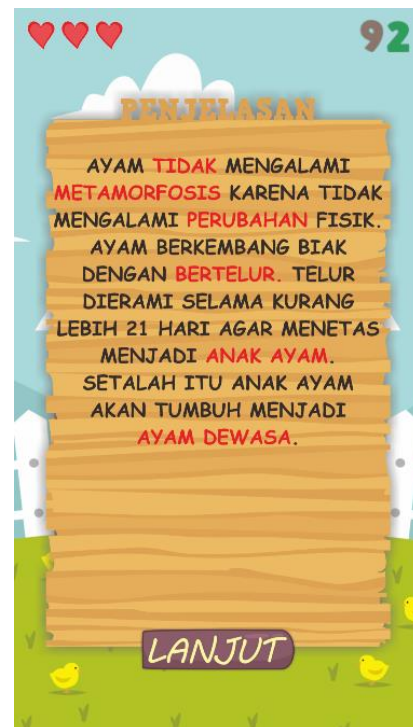 92
PENJELASAN
AYAM TIDAK MENGALAMI
METAMORFOSIS KARENA TIDAK
MENGALAMI PERUBAHAN FISIK.
AYAM BERKEMBANG BIAK
DENGAN BERTELUR. TELUR
DIERAMI SELAMA KURANG
LEBIH 21 HARI AGAR MENETAS
MENJADI ANAK AYAM.
SETALAH ITU ANAK AYAM
AKAN TUMBUH MENJADI
AYAM DEWASA.
LANJUT